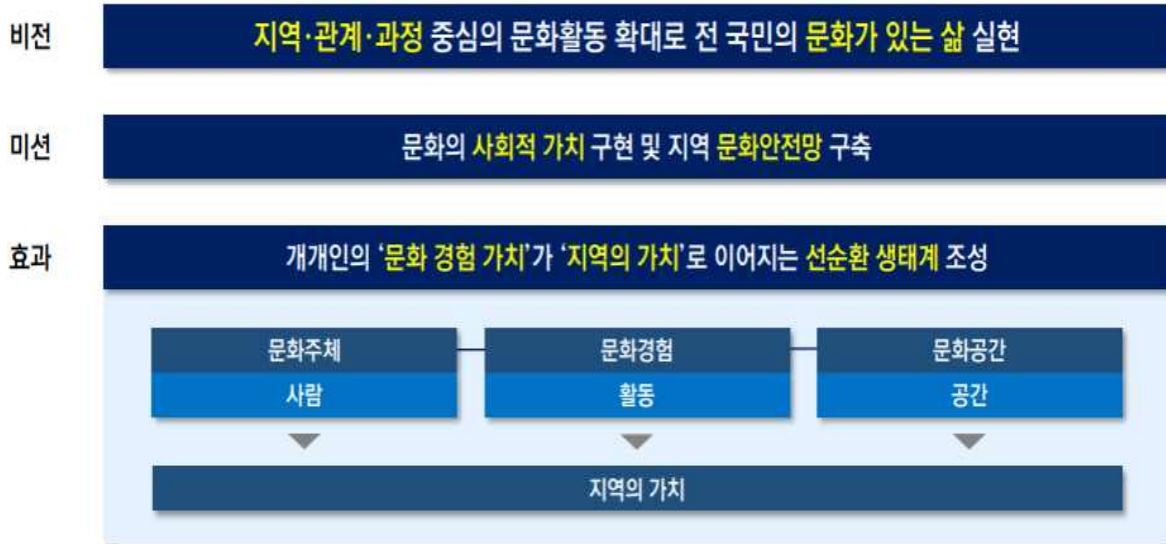 비전
지역·관계·과정 중심의 문화활동 확대로 전 국민의 문화가 있는 삶 실현
미션
문화의 사회적 가치 구현 및 지역 문화안전망 구축
효과
개개인의 ‘문화 경험 가치’가 ‘지역의 가치’로 이어지는 선순환 생태계 조성
문화주체
문화경험
문화공간
사람
활동
공간
지역의 가치